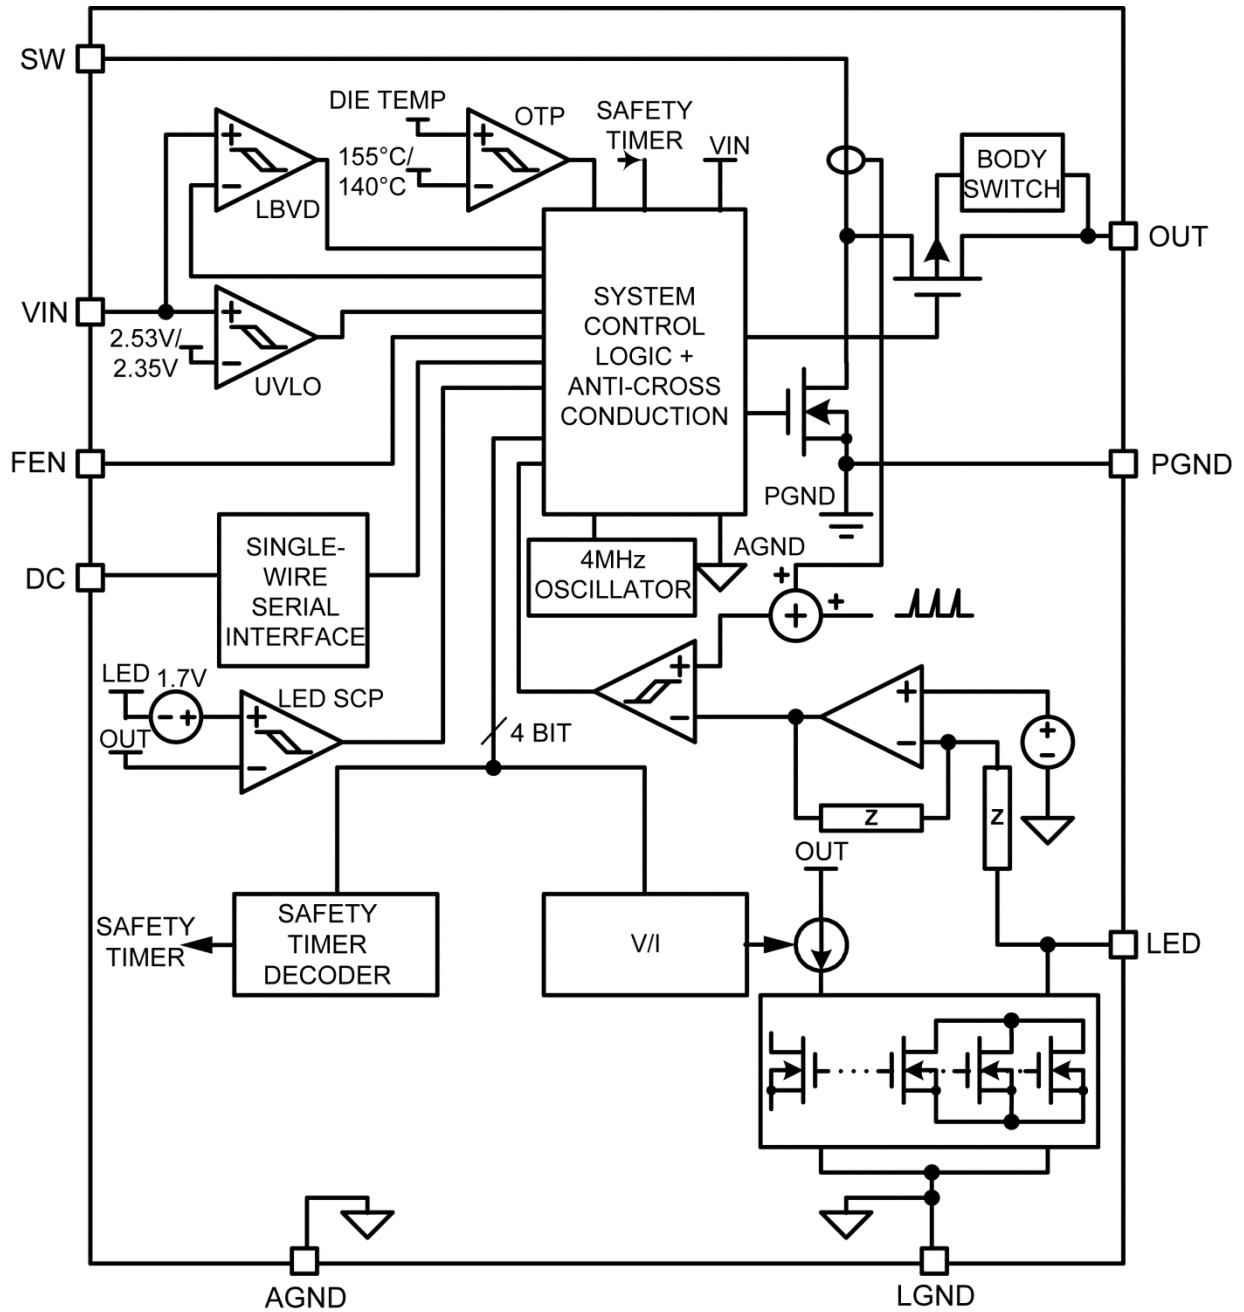 SW
DIE TEMP
OTP
SAFETY
TIMER
VIN
+
155°C/
140°C
−
+
−
LBVD
BODY
SWITCH
OUT
VIN
2.53V/
2.35V
+
−
UVLO
SYSTEM
CONTROL
LOGIC +
ANTI-CROSS
CONDUCTION
FEN
PGND
PGND
SINGLE-
WIRE
SERIAL
INTERFACE
DC
4MHz
OSCILLATOR
AGND
+
+
+
LED
1.7V
− +
OUT
LED SCP
+
−
4 BIT
+
−
+
−
+
−
Z
Z
OUT
SAFETY
TIMER
SAFETY
TIMER
DECODER
V/I
LED
AGND
LGND